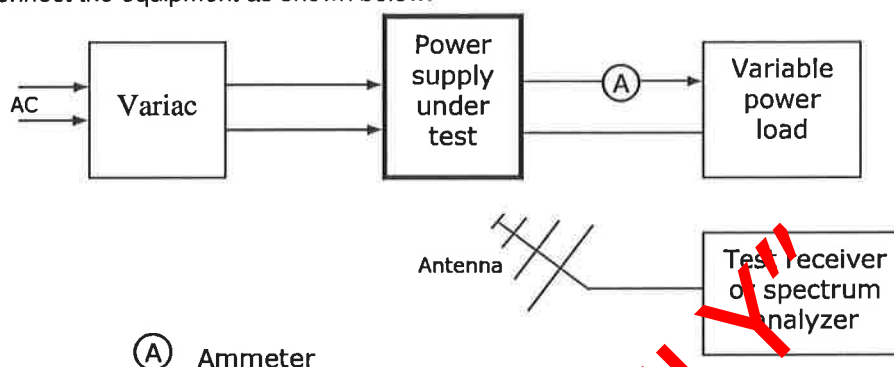 the equipment as shown below.
Power
supply
under
test
Variable
power
load
AC
Variac
A
Antenna
Test receiver
or spectrum
analyzer
A Ammeter
Y"